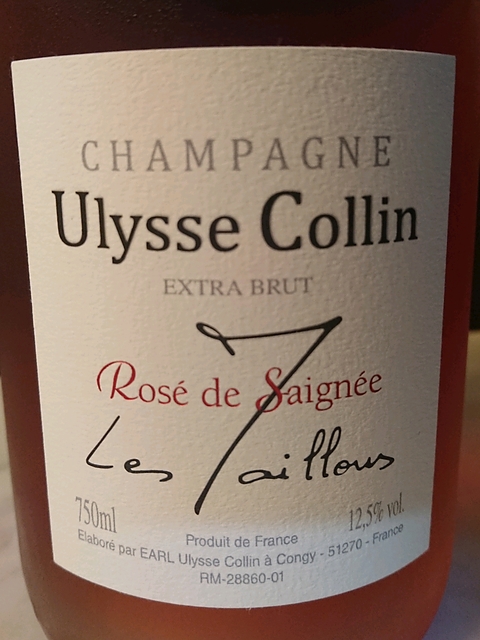 CHAMPAGNE
Ulysse Collin
EXTRA BRUT
Rosé de Saignée
Les Maillons
750ml
12,5% vol.
Produit de France
Elaboré par EARL Ulysse Collin à Congy - 51270 - France
RM-28860-01